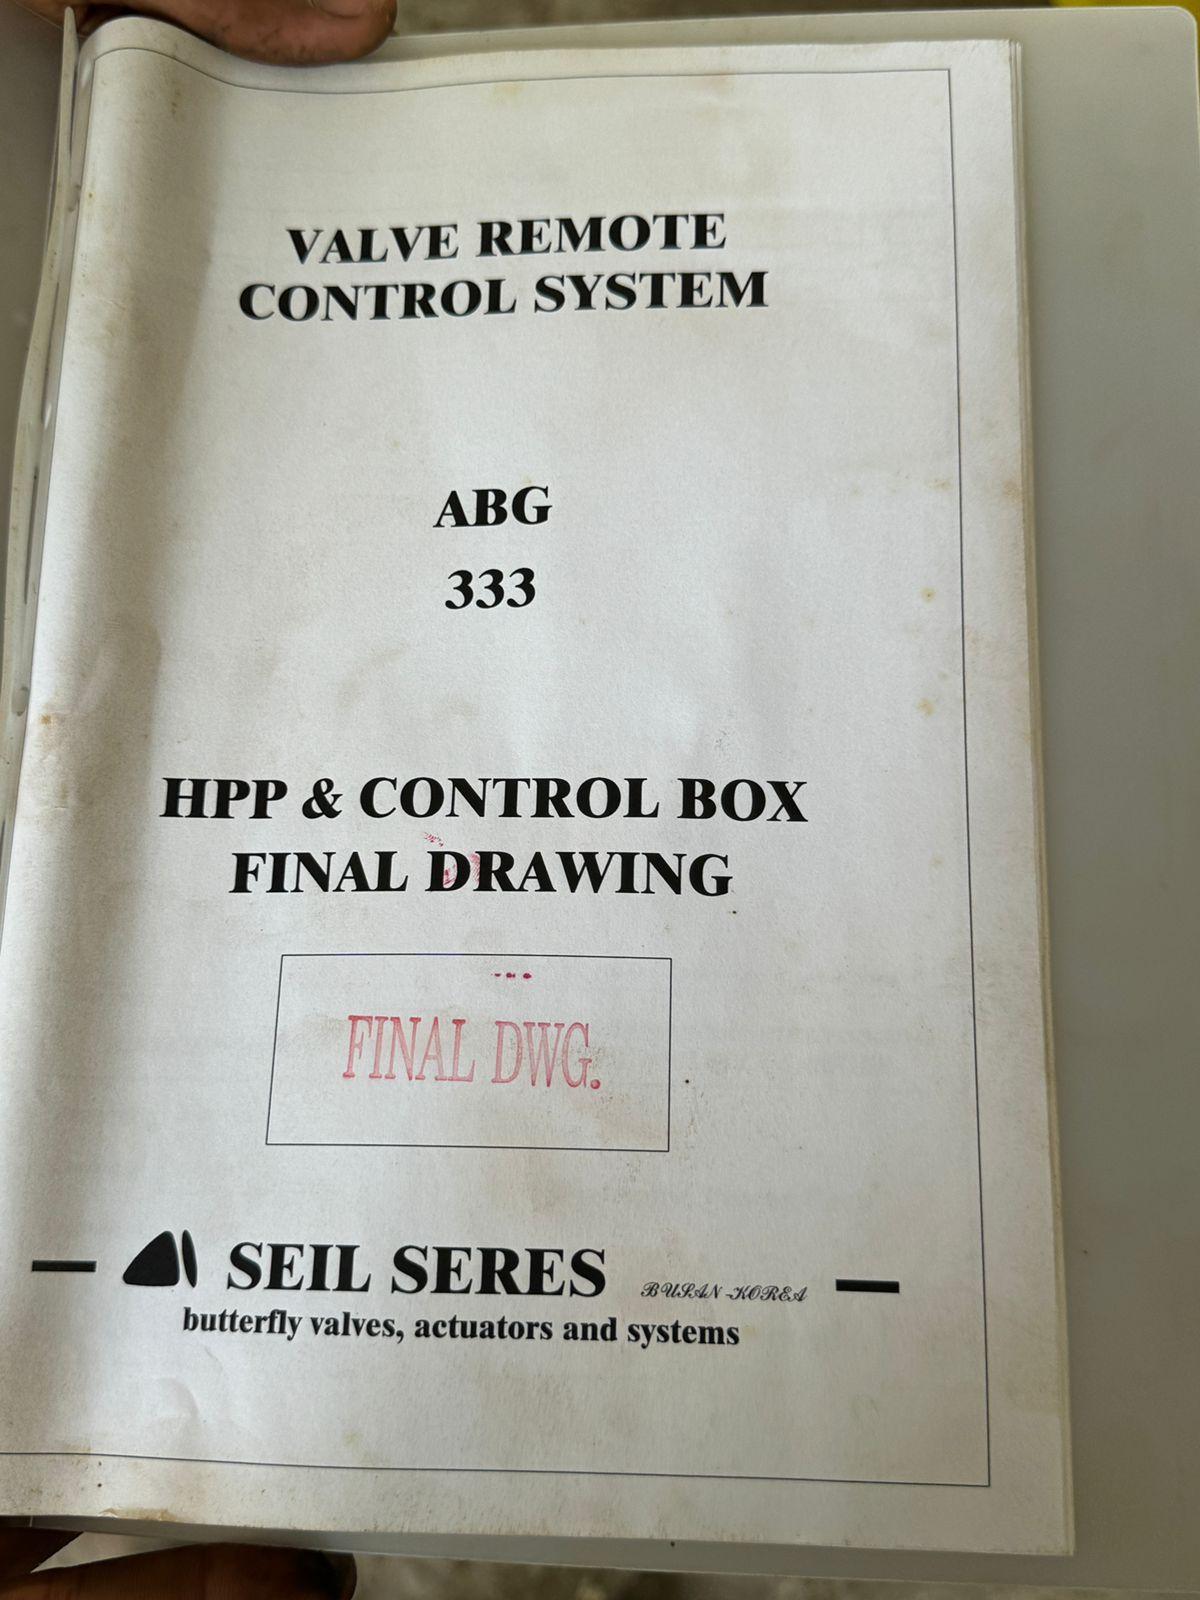 VALVE REMOTE
CONTROL SYSTEM
ABG
333
HPP & CONTROL BOX
FINAL DRAWING
FINAL DWG.
SEIL SERES BUSAN-KOREA
butterfly valves, actuators and systems